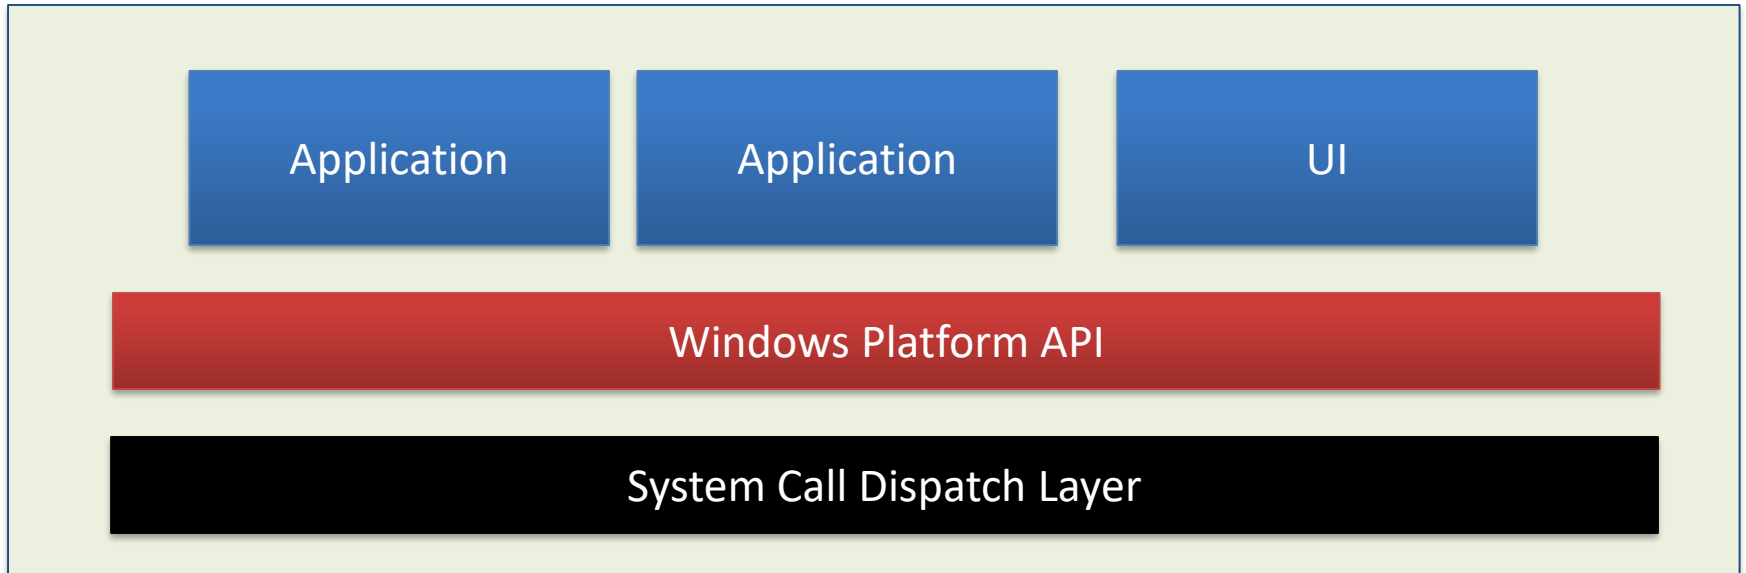 Application
Application
UI
Windows Platform API
System Call Dispatch Layer